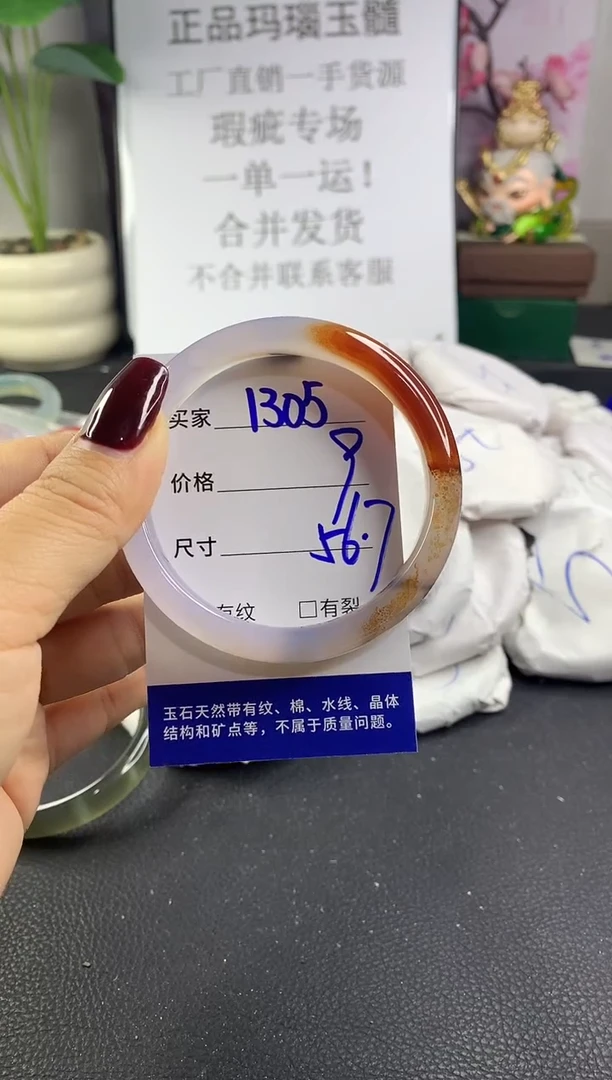 正品玛瑙玉髓
工厂直销一手货源
瑕疵专场
一单一运！
合并发货
不合并联系客服
买家 1305
价格
尺寸 56.7
有纹 □有裂
玉石天然带有纹、棉、水线、晶体
结构和矿点等，不属于质量问题。